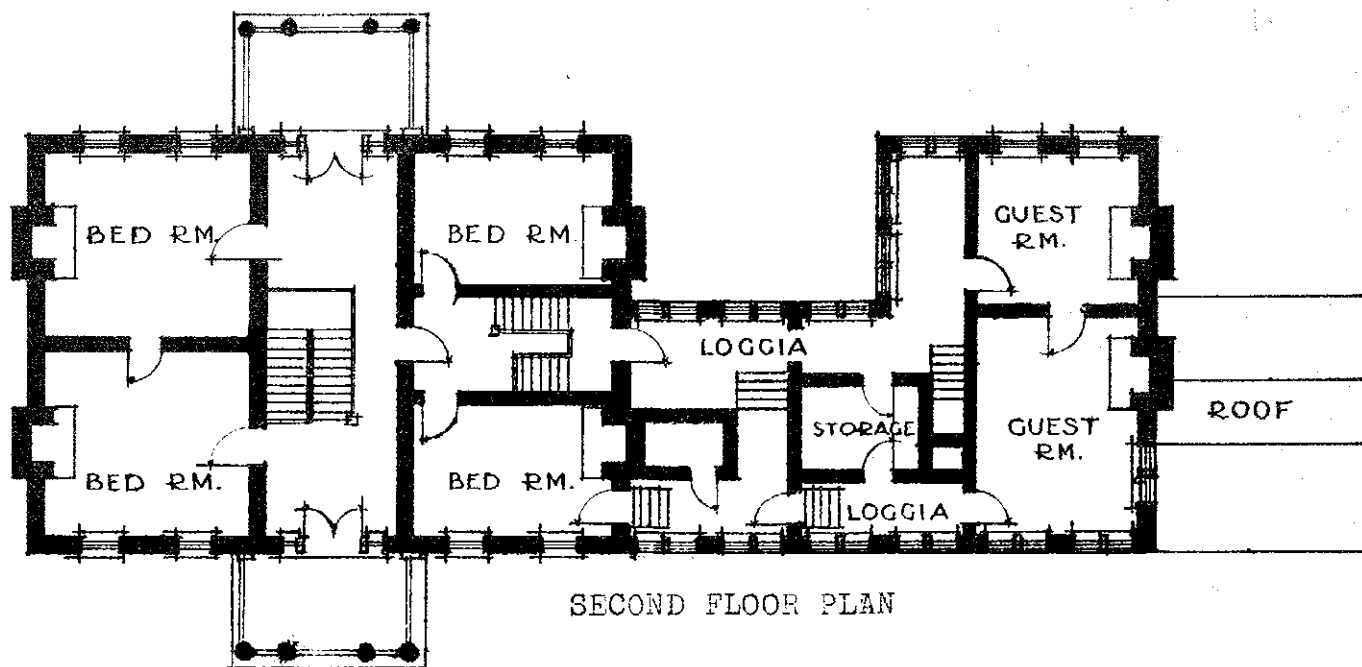 BED RM.
BED RM.
GUEST
RM.
LOGGIA
ROOF
STORAGE
GUEST
RM.
BED RM.
BED RM.
LOGGIA
SECOND FLOOR PLAN